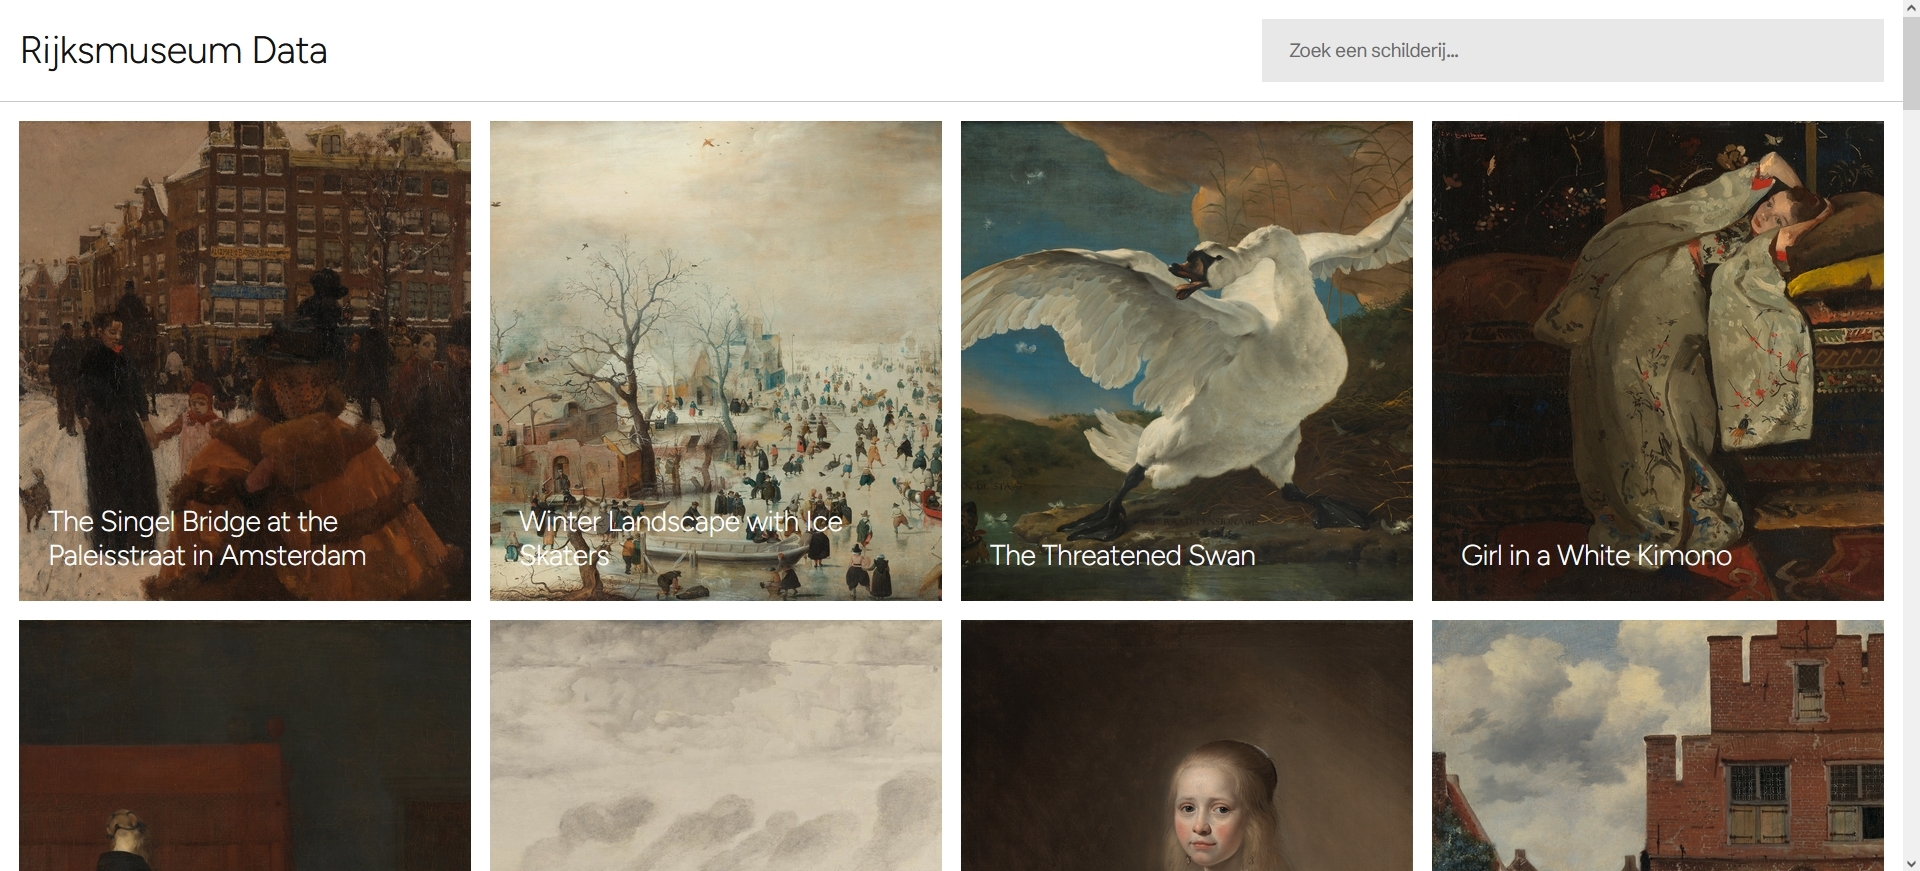 Rijksmuseum Data
Zoek een schilderij...
The Singel Bridge at the
Paleisstraat in Amsterdam
Winter Landscape with Ice
Skaters
The Threatened Swan
Girl in a White Kimono